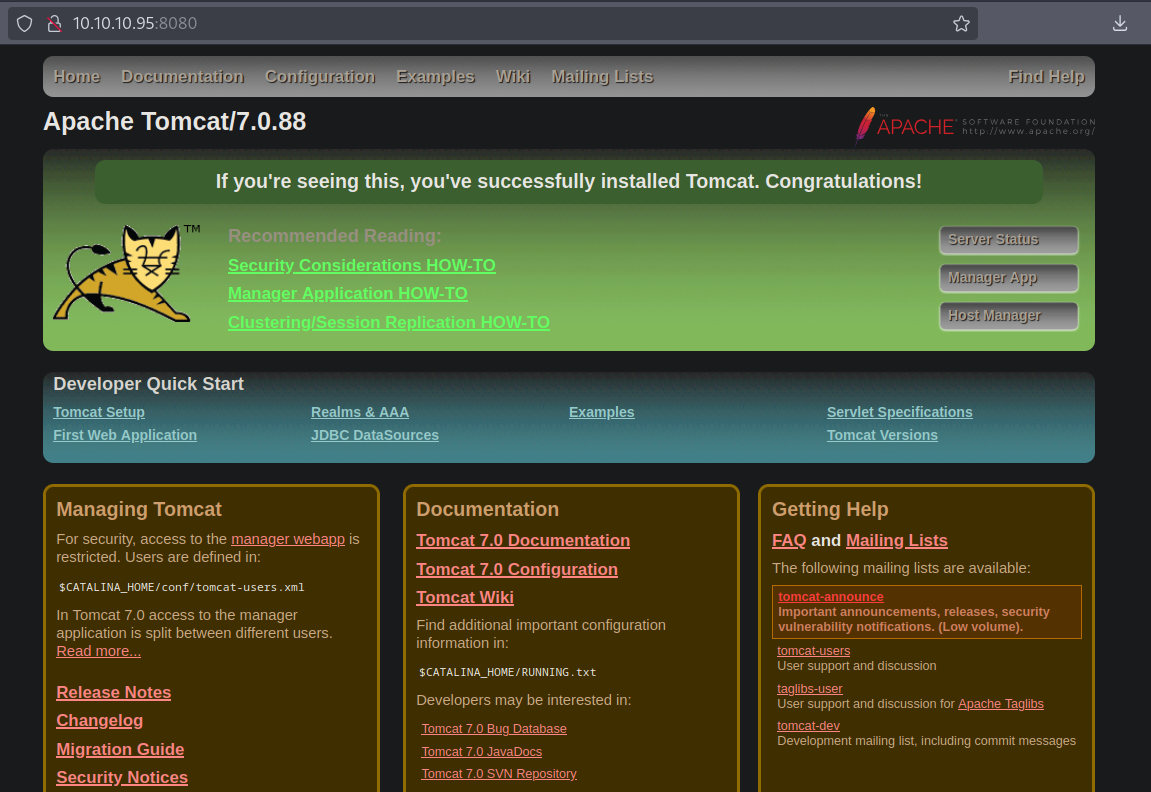 10.10.10.95:8080
Home Documentation Configuration Examples Wiki Mailing Lists Find Help
Apache Tomcat/7.0.88
THE APACHE® SOFTWARE FOUNDATION
http://www.apache.org/
If you're seeing this, you've successfully installed Tomcat. Congratulations!
TM
Recommended Reading:
Security Considerations HOW-TO
Manager Application HOW-TO
Clustering/Session Replication HOW-TO
Server Status
Manager App
Host Manager
Developer Quick Start
Tomcat Setup
First Web Application
Realms & AAA
JDBC DataSources
Examples
Servlet Specifications
Tomcat Versions
Managing Tomcat
For security, access to the manager webapp is
restricted. Users are defined in:
$CATALINA_HOME/conf/tomcat-users.xml
In Tomcat 7.0 access to the manager
application is split between different users.
Read more...
Release Notes
Changelog
Migration Guide
Security Notices
Documentation
Tomcat 7.0 Documentation
Tomcat 7.0 Configuration
Tomcat Wiki
Find additional important configuration
information in:
$CATALINA_HOME/RUNNING.txt
Developers may be interested in:
Tomcat 7.0 Bug Database
Tomcat 7.0 JavaDocs
Tomcat 7.0 SVN Repository
Getting Help
FAQ and Mailing Lists
The following mailing lists are available:
tomcat-announce
Important announcements, releases, security
vulnerability notifications. (Low volume).
tomcat-users
User support and discussion
taglibs-user
User support and discussion for Apache Taglibs
tomcat-dev
Development mailing list, including commit messages